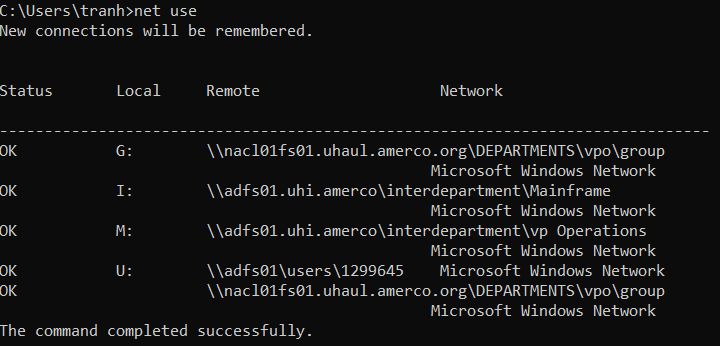 C:\Users\tranh>net use
New connections will be remembered.
Status Local Remote Network
-------------------------------------------------------------------------------
OK G: \\nacl01fs01.uhaul.amerco.org\DEPARTMENTS\vpo\group
Microsoft Windows Network
OK I: \\adfs01.uhi.amerco\interdepartment\Mainframe
Microsoft Windows Network
OK M: \\adfs01.uhi.amerco\interdepartment\vp Operations
Microsoft Windows Network
OK U: \\adfs01\users\1299645 Microsoft Windows Network
OK \\nacl01fs01.uhaul.amerco.org\DEPARTMENTS\vpo\group
Microsoft Windows Network
The command completed successfully.